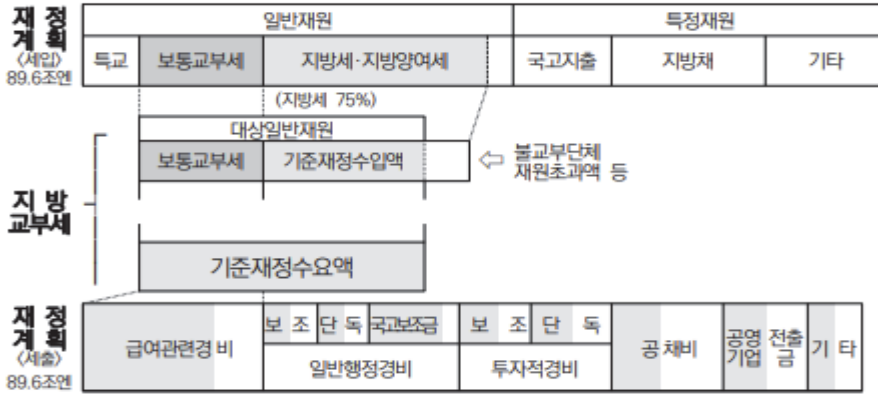 재 정
계 획
〈세입〉
89.6조엔
일반재원
특정재원
특교
보통교부세
지방세·지방양여세
국고지출
지방채
기타
(지방세 75%)
대상일반재원
보통교부세
기준재정수입액
불교부단체
재원초과액 등
지 방
교부세
기준재정수요액
재 정
계 획
〈세출〉
89.6조엔
급여관련경비
보 조
단 독
국고보조금
일반행정경비
보 조
단 독
투자적경비
공 채비
공영
기업
전출
금
기 타